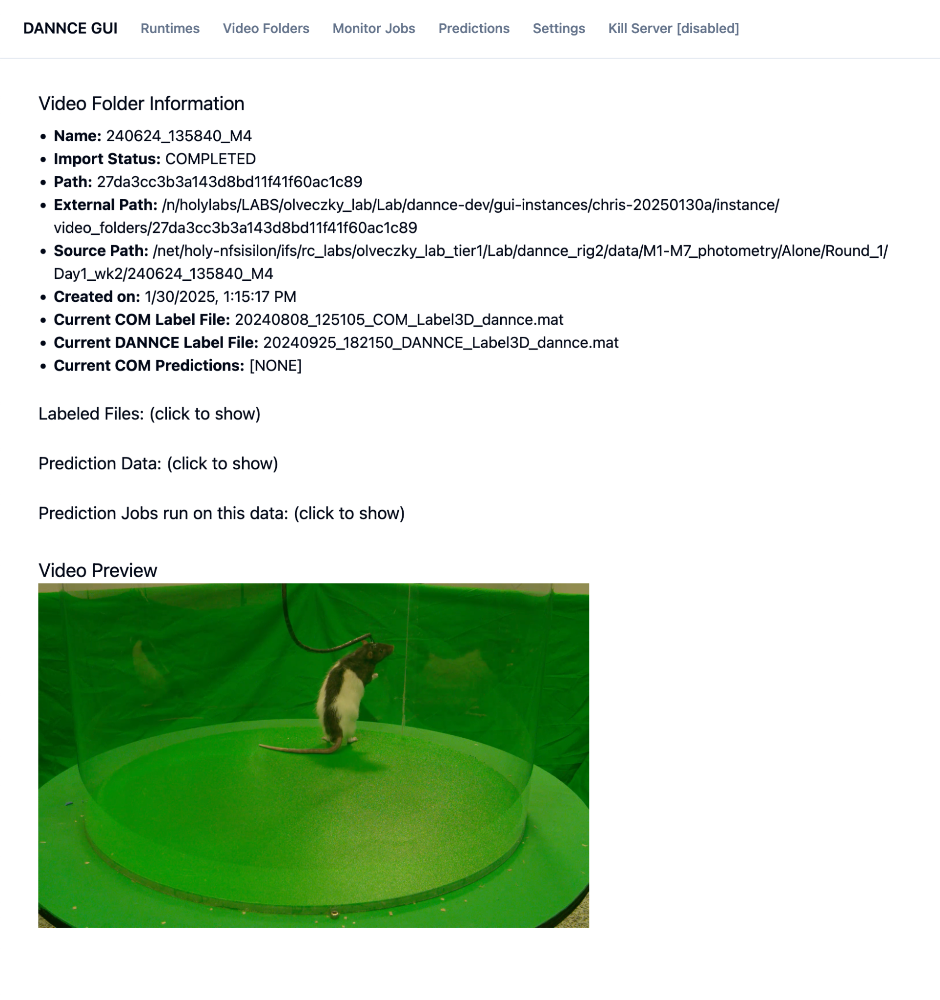 DANNCE GUI Runtimes Video Folders Monitor Jobs Predictions Settings Kill Server [disabled]
Video Folder Information
• Name: 240624_135840_M4
• Import Status: COMPLETED
• Path: 27da3cc3b3a143d8bd11f41f60ac1c89
• External Path: /n/holylabs/LABS/olveczky_lab/Lab/dannce-dev/gui-instances/chris-20250130a/instance/
video_folders/27da3cc3b3a143d8bd11f41f60ac1c89
• Source Path: /net/holy-nfsisilon/ifs/rc_labs/olveczky_lab_tier1/Lab/dannce_rig2/data/M1-M7_photometry/Alone/Round_1/
Day1_wk2/240624_135840_M4
• Created on: 1/30/2025, 1:15:17 PM
• Current COM Label File: 20240808_125105_COM_Label3D_dannce.mat
• Current DANNCE Label File: 20240925_182150_DANNCE_Label3D_dannce.mat
• Current COM Predictions: [NONE]
Labeled Files: (click to show)
Prediction Data: (click to show)
Prediction Jobs run on this data: (click to show)
Video Preview